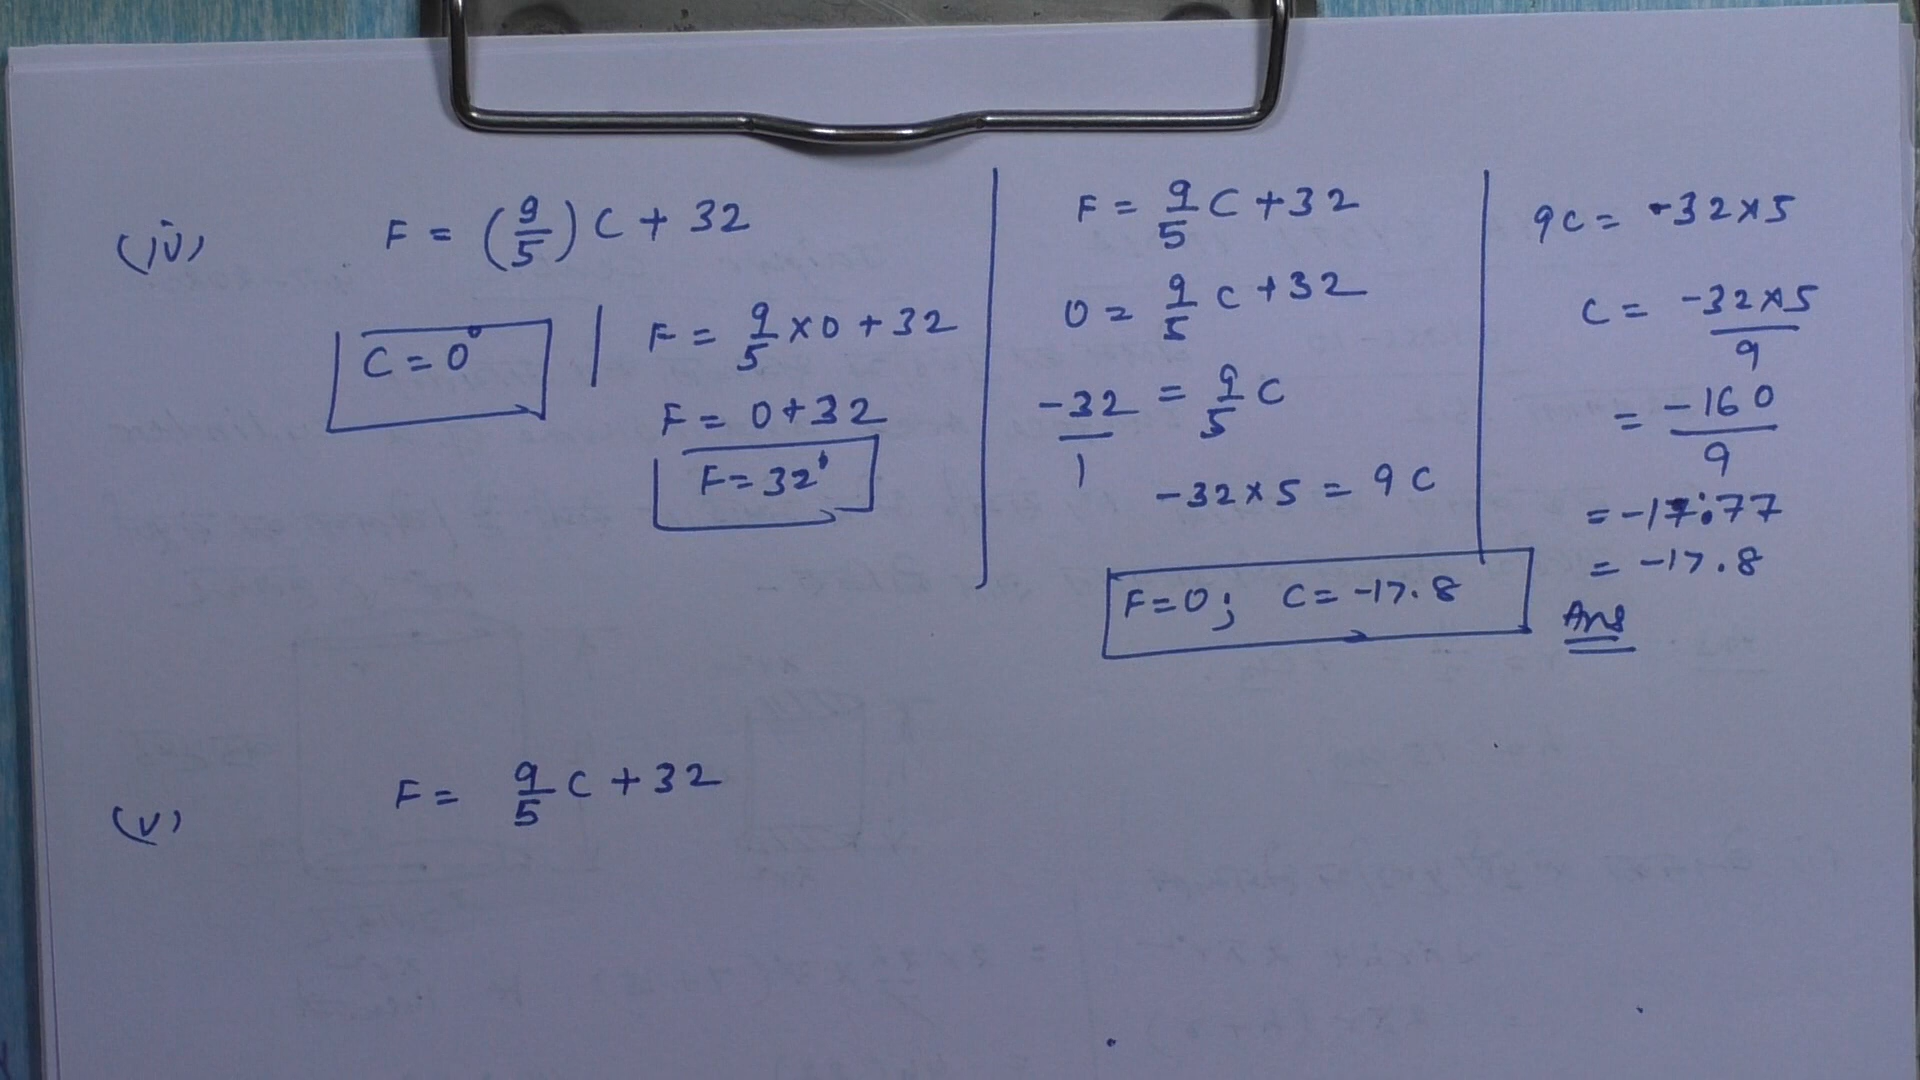 (iv) F = (9/5) C + 32
C = 0°
F = 9/5 × 0 + 32
F = 0 + 32
F = 32°
F = 9/5 C + 32
0 = 9/5 C + 32
-32/1 = 9/5 C
-32 × 5 = 9 C
F = 0 ; C = -17.8
9C = -32 × 5
C = -32 × 5 / 9
= -160 / 9
= -17.77
= -17.8
Ans
(v) F = 9/5 C + 32